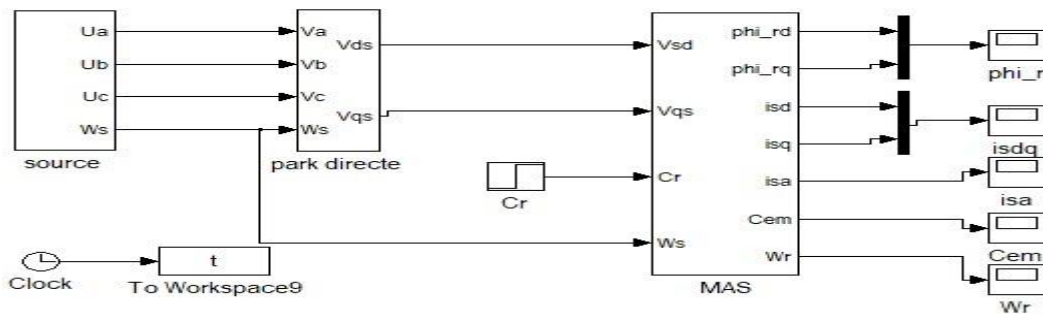 Ua
Ub
Uc
Ws
source
Va
Vb
Vc
Ws
Vds
Vqs
park directe
Cr
Clock
t
To Workspace9
Vsd
Vqs
Cr
Ws
phi_rd
phi_rq
isd
isq
isa
Cem
Wr
MAS
phi_r
isdq
isa
Cem
Wr